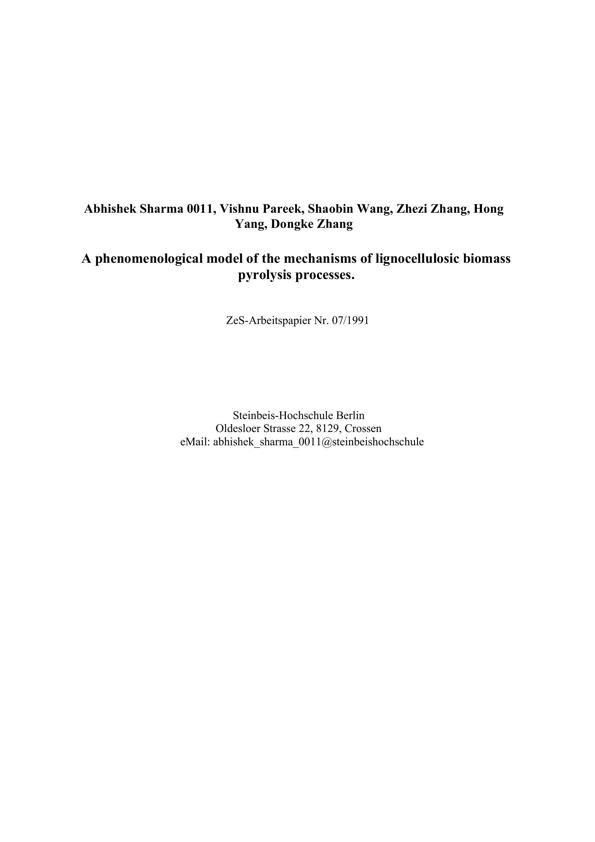 Abhishek Sharma 0011, Vishnu Pareek, Shaobin Wang, Zhezi Zhang, Hong
Yang, Dongke Zhang
A phenomenological model of the mechanisms of lignocellulosic biomass
pyrolysis processes.
ZeS-Arbeitspapier Nr. 07/1991
Steinbeis-Hochschule Berlin
Oldesloer Strasse 22, 8129, Crossen
eMail: abhishek_sharma_0011@steinbeishochschule